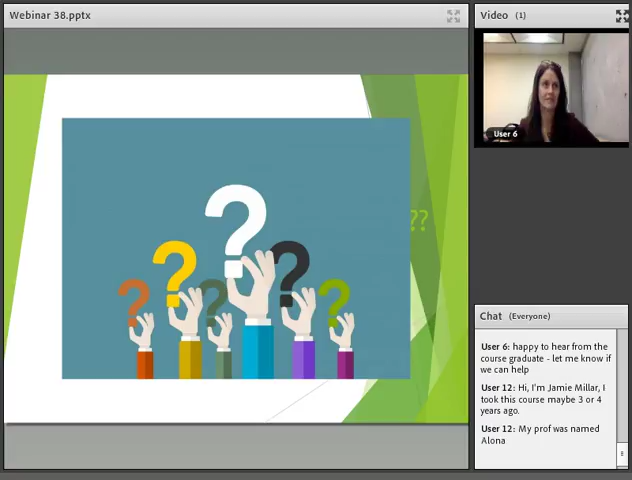 Webinar 38.pptx
Video (1)
??
User 6
Chat (Everyone)
User 6: happy to hear from the
course graduate - let me know if
we can help
User 12: Hi, I'm Jamie Millar, I
took this course maybe 3 or 4
years ago.
User 12: My prof was named
Alona